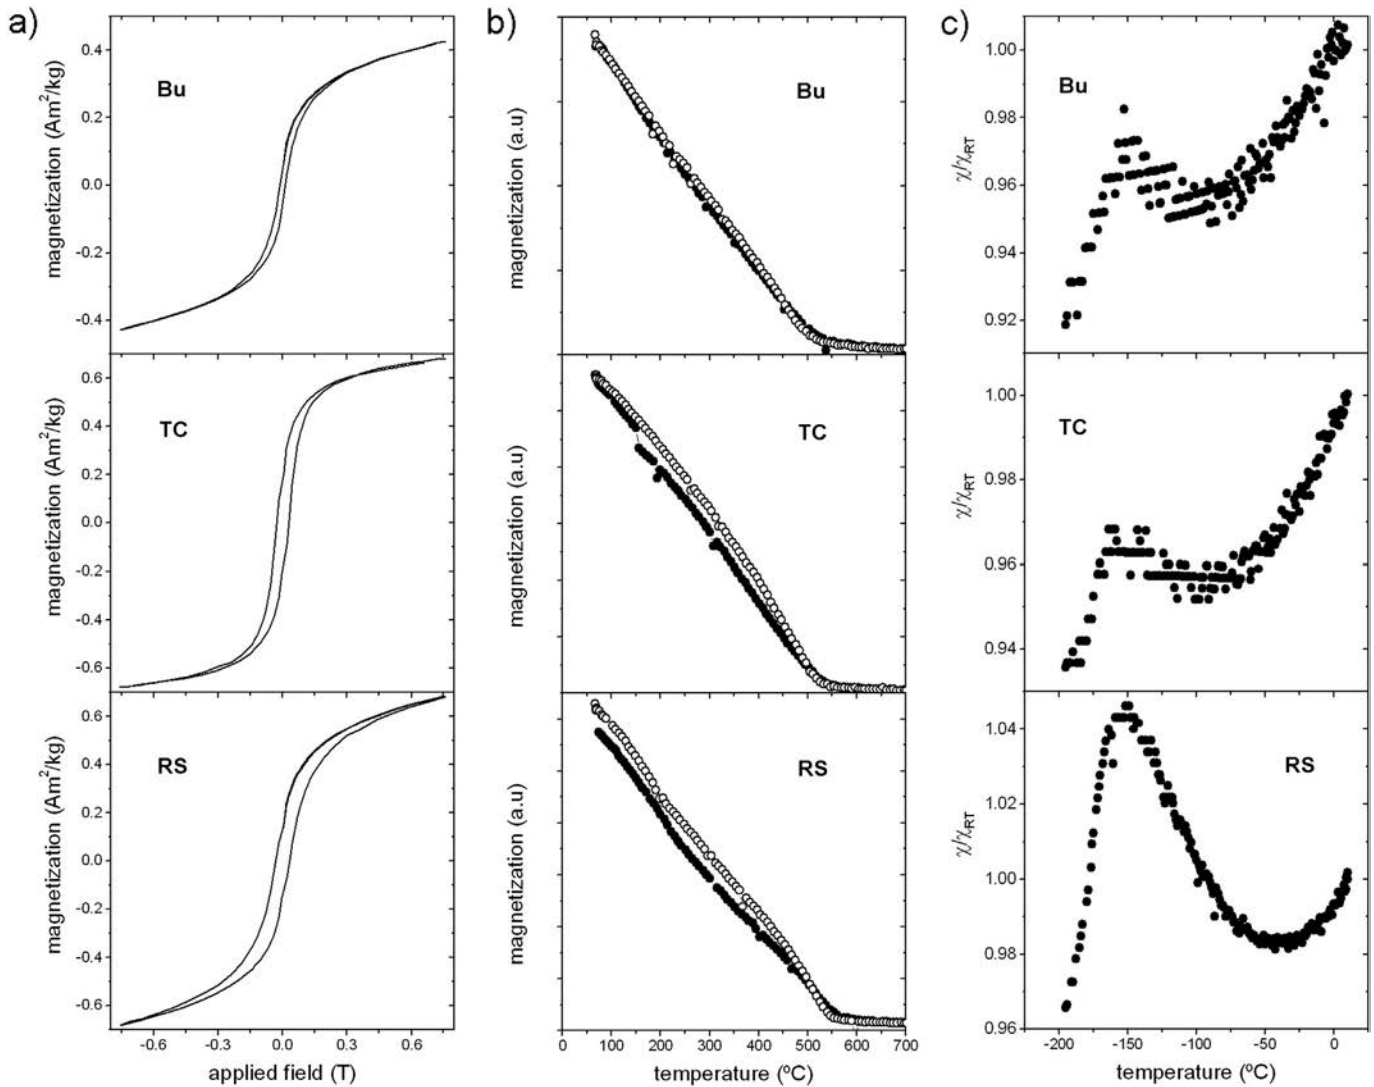 a)
b)
c)
magnetization (Am²/kg)
0.4
0.2
0.0
-0.2
-0.4
Bu
magnetization (a.u)
Bu
χ/χRT
1.00
0.98
0.96
0.94
0.92
Bu
magnetization (Am²/kg)
0.6
0.4
0.2
0.0
-0.2
-0.4
-0.6
TC
magnetization (a.u)
TC
χ/χRT
1.00
0.98
0.96
0.94
TC
magnetization (Am²/kg)
0.6
0.4
0.2
0.0
-0.2
-0.4
-0.6
RS
-0.6 -0.3 0.0 0.3 0.6
applied field (T)
magnetization (a.u)
RS
0 100 200 300 400 500 600 700
temperature (ºC)
χ/χRT
1.04
1.02
1.00
0.98
0.96
RS
-200 -150 -100 -50 0
temperature (ºC)